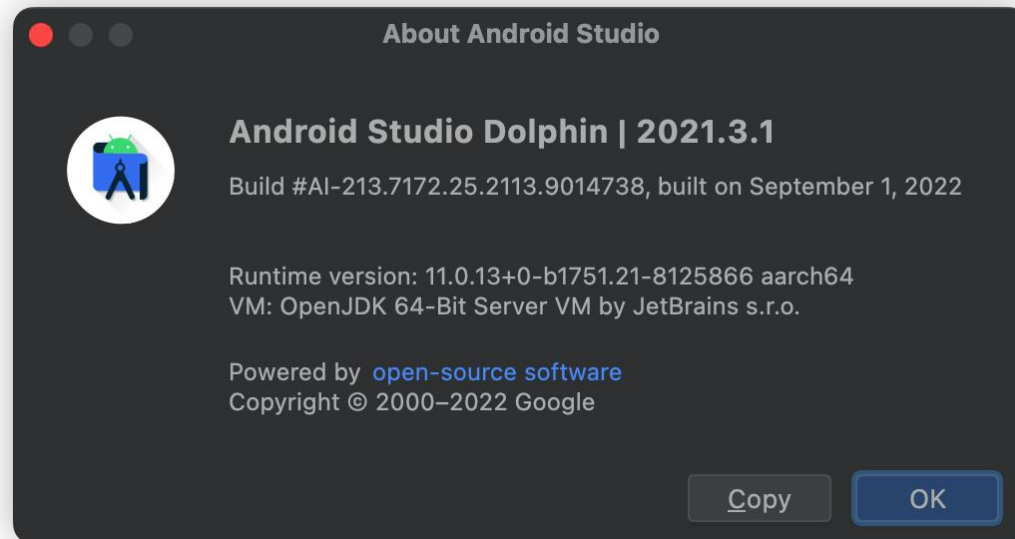 About Android Studio
Android Studio Dolphin | 2021.3.1
Build #AI-213.7172.25.2113.9014738, built on September 1, 2022
Runtime version: 11.0.13+0-b1751.21-8125866 aarch64
VM: OpenJDK 64-Bit Server VM by JetBrains s.r.o.
Powered by open-source software
Copyright © 2000–2022 Google
Copy OK